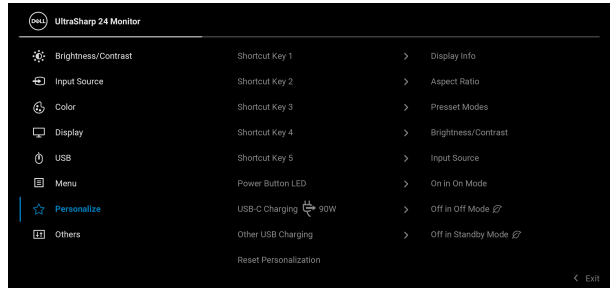 DELL UltraSharp 24 Monitor
Brightness/Contrast Shortcut Key 1 > Display Info
Input Source Shortcut Key 2 > Aspect Ratio
Color Shortcut Key 3 > Presset Modes
Display Shortcut Key 4 > Brightness/Contrast
USB Shortcut Key 5 > Input Source
Menu Power Button LED > On in On Mode
Personalize USB-C Charging 90W > Off in Off Mode
Others Other USB Charging > Off in Standby Mode
Reset Personalization
< Exit